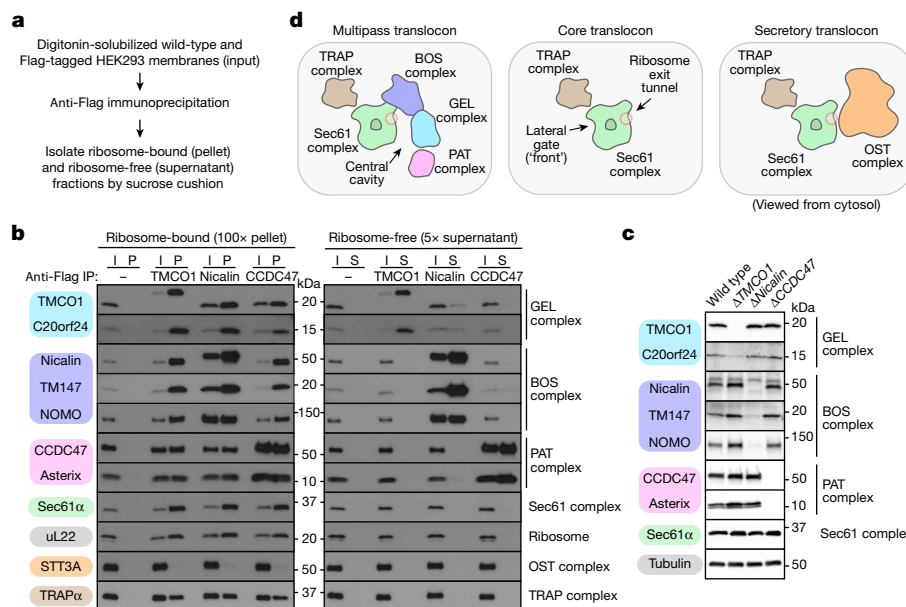 a
Digitonin-solubilized wild-type and
Flag-tagged HEK293 membranes (input)
Anti-Flag immunoprecipitation
Isolate ribosome-bound (pellet)
and ribosome-free (supernatant)
fractions by sucrose cushion
d
Multipass translocon
Core translocon
Secretory translocon
TRAP
complex
BOS
complex
GEL
complex
PAT
complex
Sec61
complex
Central
cavity
TRAP
complex
Ribosome
exit
tunnel
Lateral
gate
('front')
Sec61
complex
TRAP
complex
Sec61
complex
OST
complex
(Viewed from cytosol)
b
Ribosome-bound (100× pellet)
Ribosome-free (5× supernatant)
I P I P I P I P
I S I S I S I S
Anti-Flag IP: – TMCO1 Nicalin CCDC47 kDa – TMCO1 Nicalin CCDC47
TMCO1
C20orf24
Nicalin
TM147
NOMO
CCDC47
Asterix
Sec61α
uL22
STT3A
TRAPα
20
15
50
20
150
50
10
37
20
50
37
GEL
complex
BOS
complex
PAT
complex
Sec61 complex
Ribosome
OST complex
TRAP complex
c
Wild type
ΔTMCO1
ΔNicalin
ΔCCDC47
kDa
TMCO1
C20orf24
Nicalin
TM147
NOMO
CCDC47
Asterix
Sec61α
Tubulin
20
15
50
20
150
50
10
37
50
GEL
complex
BOS
complex
PAT
complex
Sec61 comple